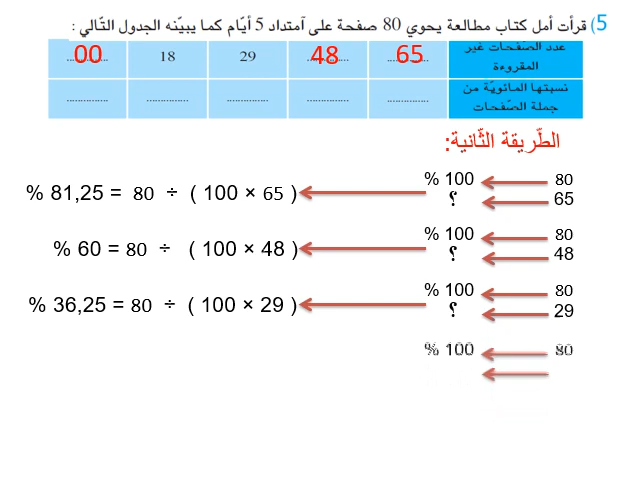 5) قرأت أمل كتاب مطالعة يحوي 80 صفحة على آمتداد 5 أيّام كما يبيّنه الجدول التّالي :
عدد الصّفحات غير المقروءة 65 48 29 18 00
نسبتها المائويّة من جملة الصّفحات .............. .............. .............. .............. ..............
الطّريقة الثّانية:
80 100 %
65 ؟
% 81,25 = 80 ÷ ( 100 × 65 )
80 100 %
48 ؟
% 60 = 80 ÷ ( 100 × 48 )
80 100 %
29 ؟
% 36,25 = 80 ÷ ( 100 × 29 )
80 100 %